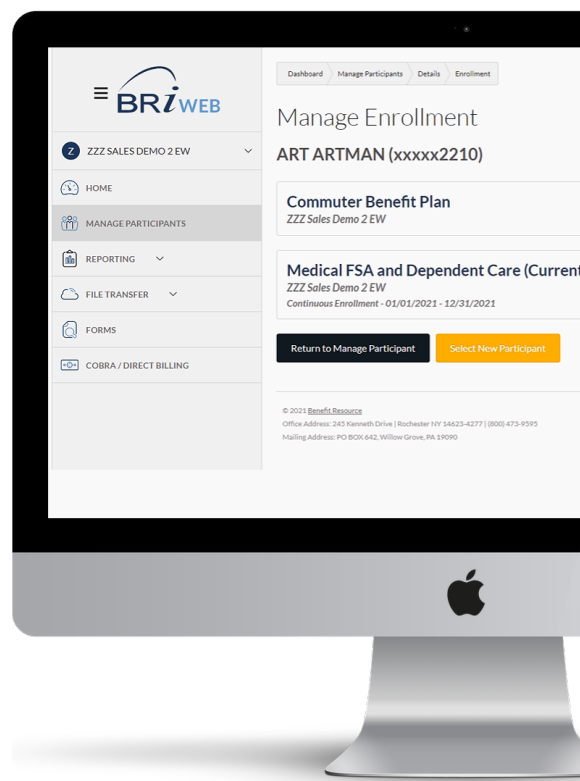 Dashboard Manage Participants Details Enrollment
BRiWEB
Manage Enrollment
ZZZ SALES DEMO 2 EW
Z
ART ARTMAN (xxxxx2210)
HOME
MANAGE PARTICIPANTS
REPORTING
FILE TRANSFER
FORMS
COBRA / DIRECT BILLING
Commuter Benefit Plan
ZZZ Sales Demo 2 EW
Medical FSA and Dependent Care (Current
ZZZ Sales Demo 2 EW
Continuous Enrollment - 01/01/2021 - 12/31/2021
Return to Manage Participant
Select New Participant
© 2021 Benefit Resource
Office Address: 245 Kenneth Drive | Rochester NY 14623-4277 | (800) 473-9595
Mailing Address: PO BOX 642, Willow Grove, PA 19090